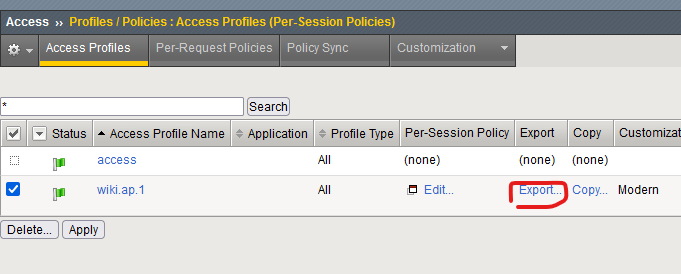 Access ›› Profiles / Policies : Access Profiles (Per-Session Policies)
Access Profiles Per-Request Policies Policy Sync Customization
* Search
Status Access Profile Name Application Profile Type Per-Session Policy Export Copy Customizat
access All (none) (none) (none)
wiki.ap.1 All Edit... Export... Copy... Modern
Delete... Apply